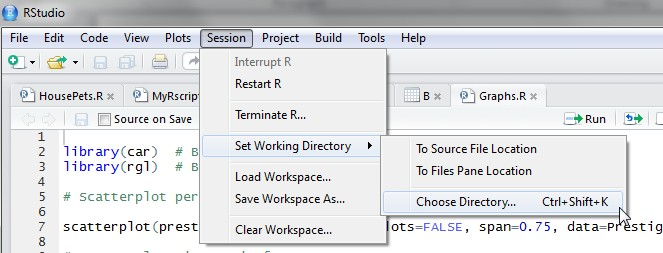 RStudio
File Edit Code View Plots Session Project Build Tools Help
Interrupt R
Restart R
Terminate R...
Set Working Directory
Load Workspace...
Save Workspace As...
Clear Workspace...
To Source File Location
To Files Pane Location
Choose Directory... Ctrl+Shift+K
HousePets.R MyRscript B Graphs.R
Source on Save Run
1
2 library(car) # B
3 library(rgl) # B
4
5 # Scatterplot per
6
7 scatterplot(prest lots=FALSE, span=0.75, data=Prestig